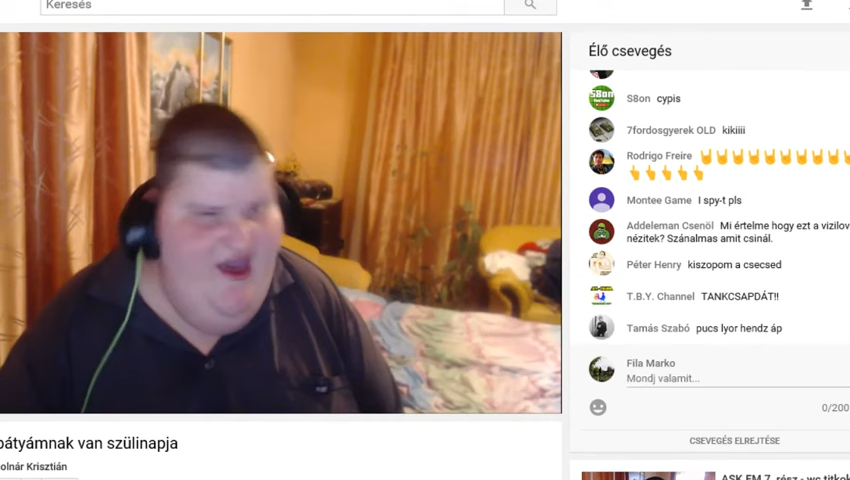 Keresés
Élő csevegés
S8on cypis
7fordosgyerek OLD kikiiii
Rodrigo Freire 🤘🤘🤘🤘🤘🤘🤘🤘🤘🤘
👆👆👆👆👆
Montee Game I spy-t pls
Addeleman Csenöl Mi értelme hogy ezt a vizilov
nézitek? Szánalmas amit csinál.
Péter Henry kiszopom a csecsed
T.B.Y. Channel TANKCSAPDÁT!!
Tamás Szabó pucs lyor hendz áp
Fila Marko
Mondj valamit...
0/200
CSEVEGÉS ELREJTÉSE
bátyámnak van szülinapja
olnár Krisztián
ASK.FM 7. rész - wc titkok